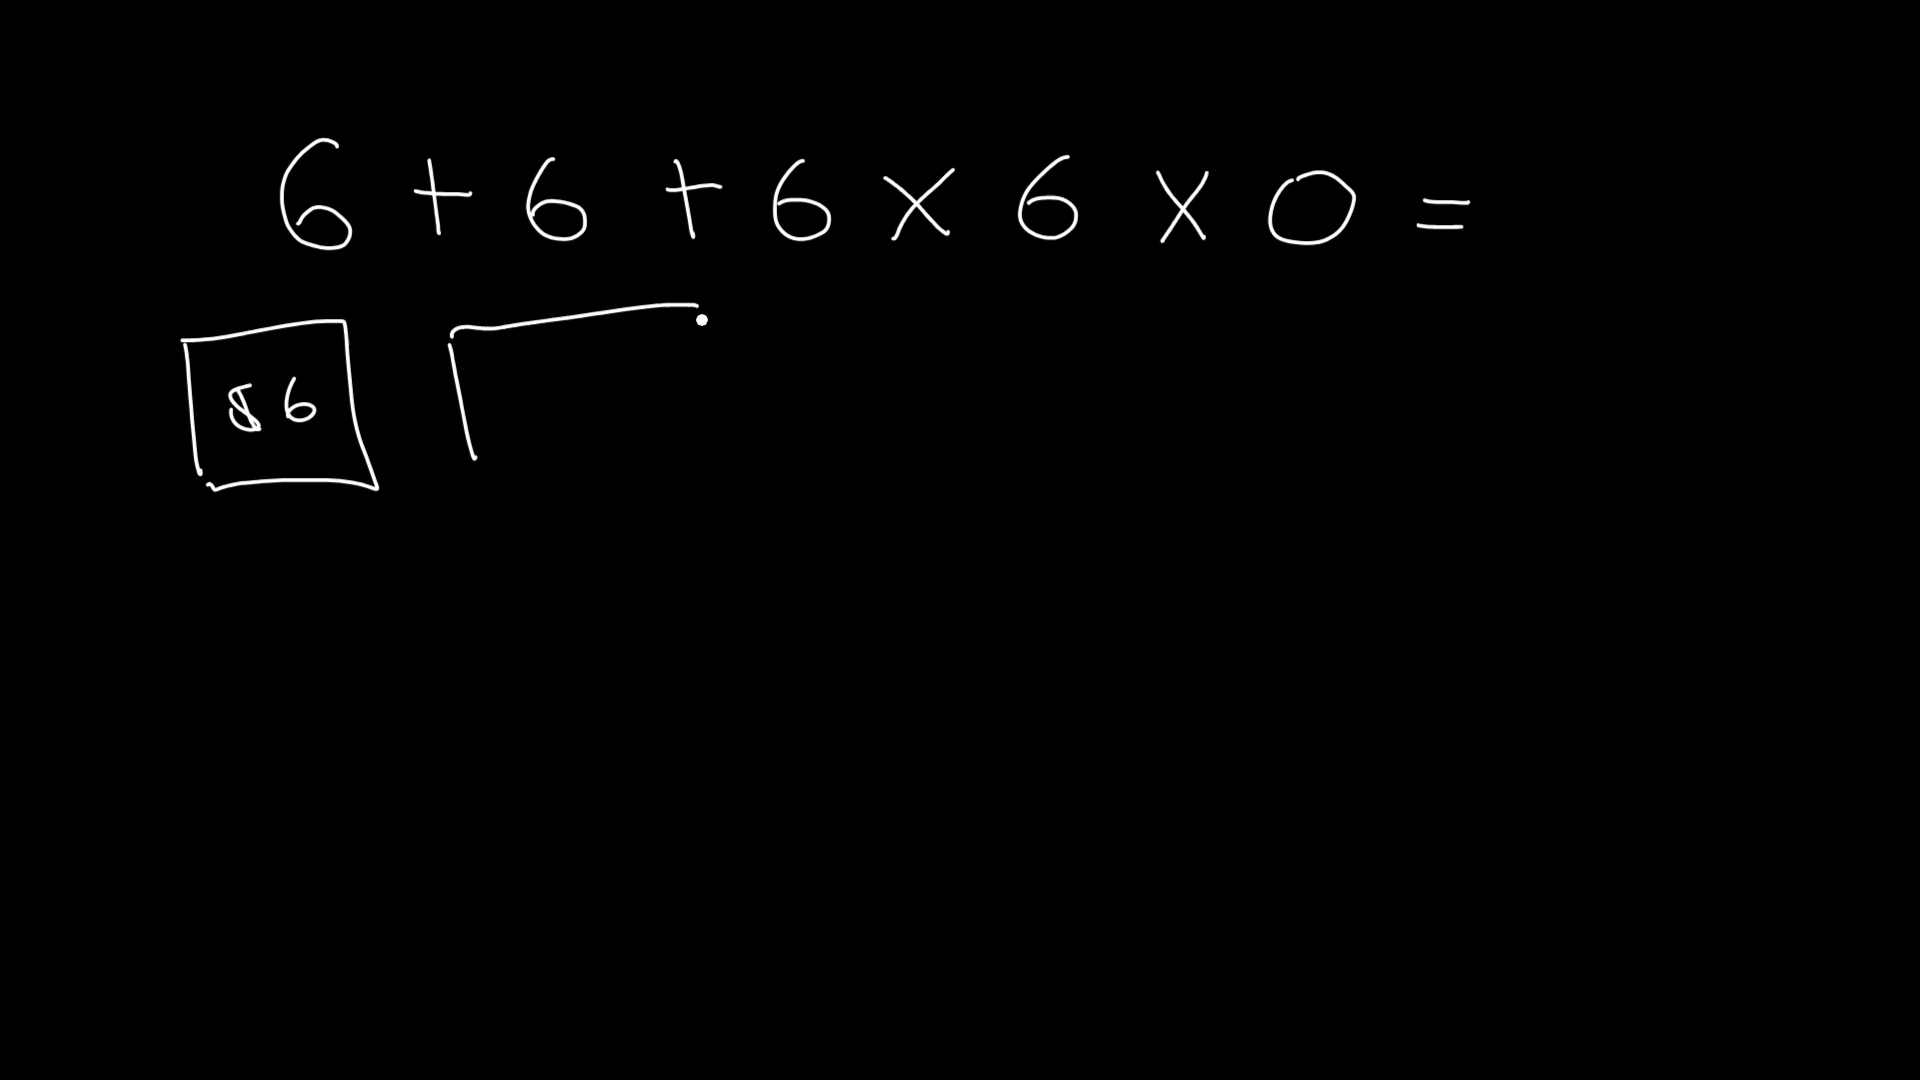 6 + 6 + 6 × 6 × 0 =
86